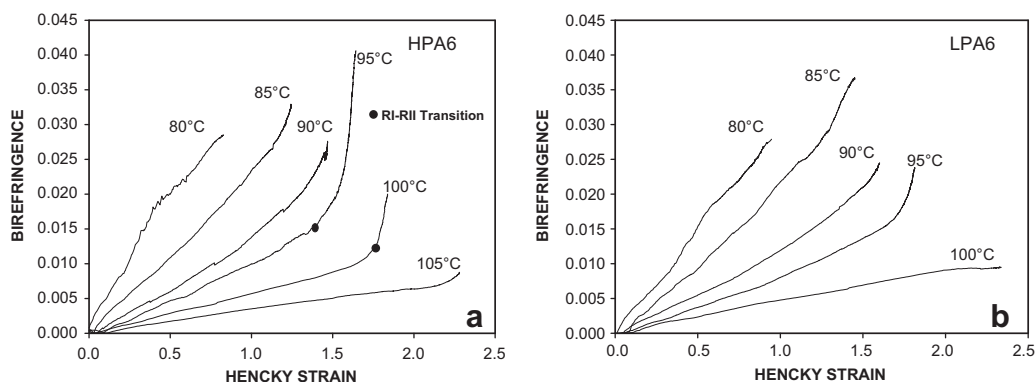 0.045
0.040
0.035
0.030
0.025
0.020
0.015
0.010
0.005
0.000
BIREFRINGENCE
HPA6
95°C
85°C
80°C
90°C
RI-RII Transition
100°C
105°C
a
0.0 0.5 1.0 1.5 2.0 2.5
HENCKY STRAIN
0.045
0.040
0.035
0.030
0.025
0.020
0.015
0.010
0.005
0.000
BIREFRINGENCE
LPA6
85°C
80°C
90°C
95°C
100°C
b
0.0 0.5 1.0 1.5 2.0 2.5
HENCKY STRAIN